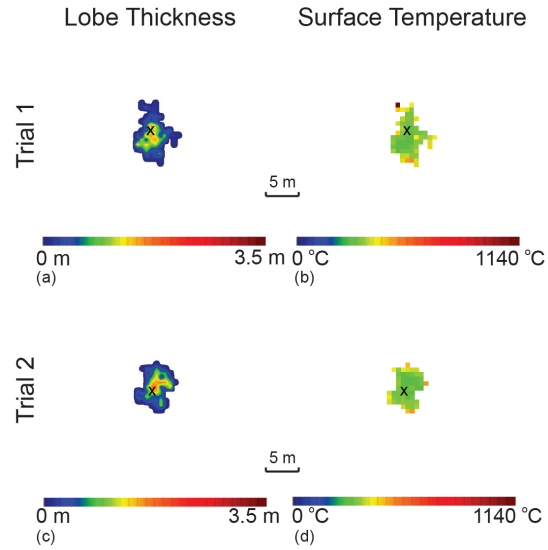 Lobe Thickness
Surface Temperature
Trial 1
x
x
5 m
0 m
3.5 m
0 °C
1140 °C
(a)
(b)
Trial 2
x
x
5 m
0 m
3.5 m
0 °C
1140 °C
(c)
(d)